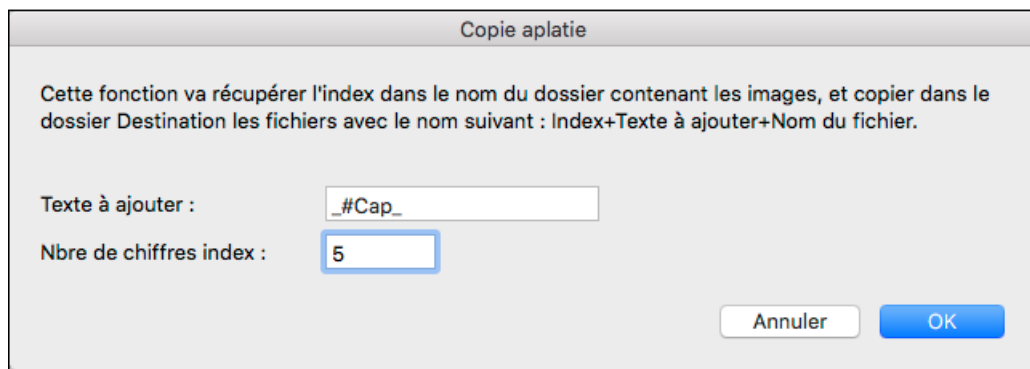 Copie aplatie
Cette fonction va récupérer l'index dans le nom du dossier contenant les images, et copier dans le
dossier Destination les fichiers avec le nom suivant : Index+Texte à ajouter+Nom du fichier.
Texte à ajouter : _#Cap_
Nbre de chiffres index : 5
Annuler OK